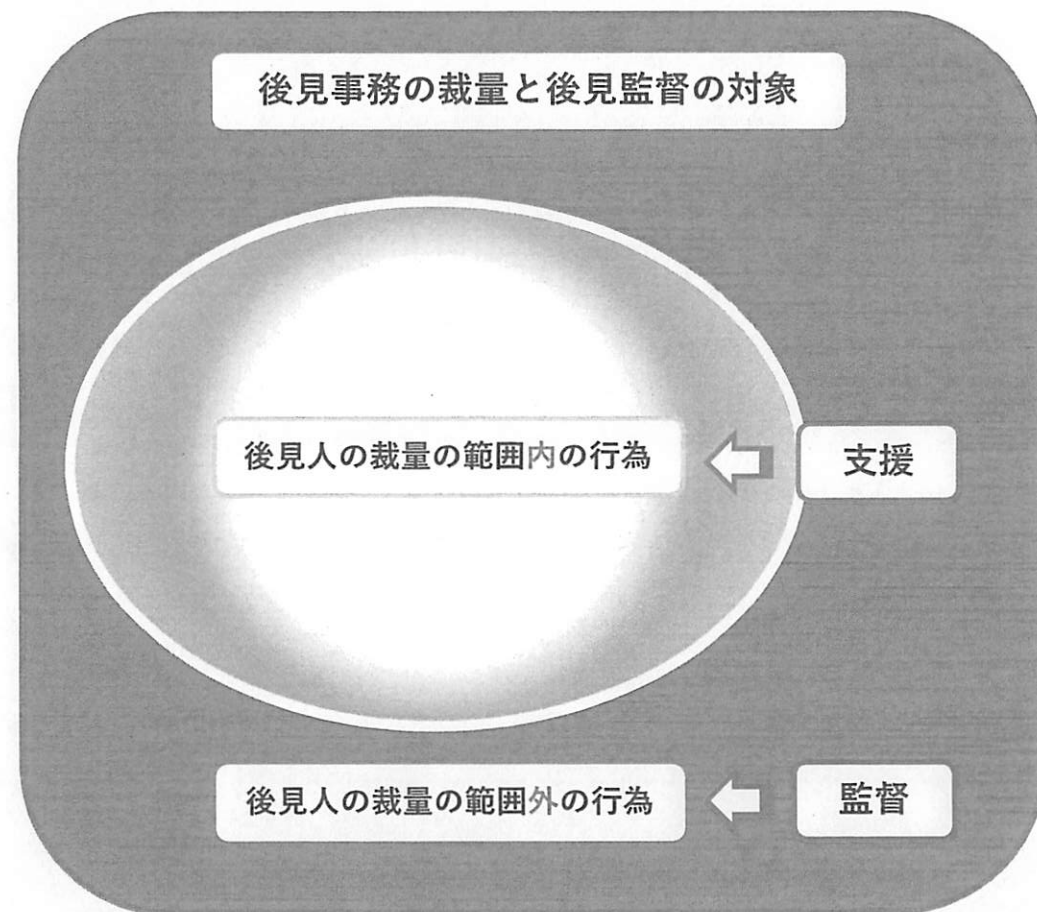 後見事務の裁量と後見監督の対象
後見人の裁量の範囲内の行為
支援
後見人の裁量の範囲外の行為
監督